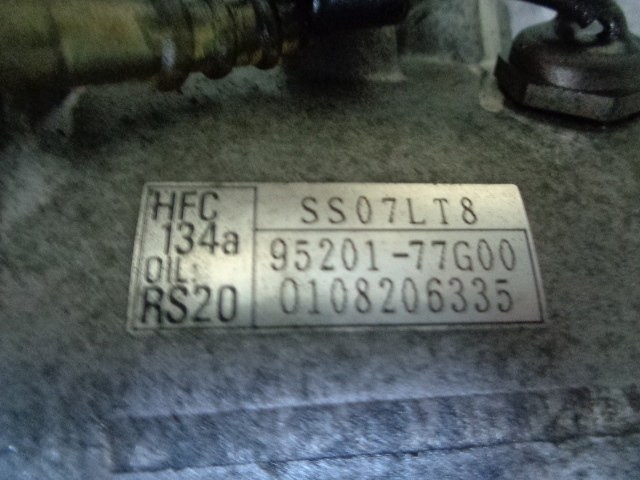 HFC
134a
OIL:
RS20
SS07LT8
95201-77G00
0108206335